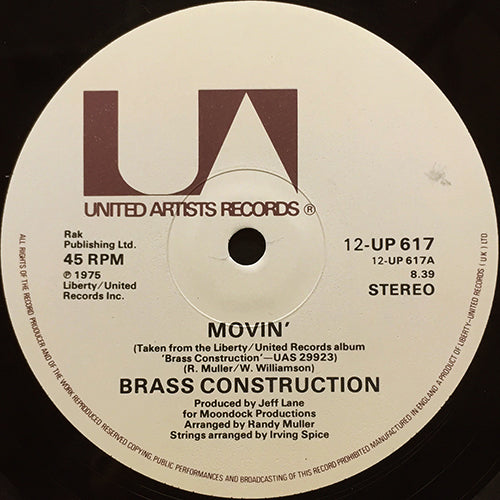 UA
UNITED ARTISTS RECORDS ®
Rak
Publishing Ltd.
45 RPM
℗ 1975
Liberty/United
Records Inc.
12-UP 617
12-UP 617A
8.39
STEREO
MOVIN'
(Taken from the Liberty/United Records album
'Brass Construction'—UAS 29923)
(R. Muller/W. Williamson)
BRASS CONSTRUCTION
Produced by Jeff Lane
for Moondock Productions
Arranged by Randy Muller
Strings arranged by Irving Spice
ALL RIGHTS OF THE RECORD PRODUCER AND OF THE OWNER OF THE WORK REPRODUCED RESERVED COPYING, PUBLIC PERFORMANCES AND BROADCASTING OF THIS RECORD PROHIBITED MANUFACTURED IN ENGLAND A PRODUCT OF LIBERTY-UNITED RECORDS (UK) LTD